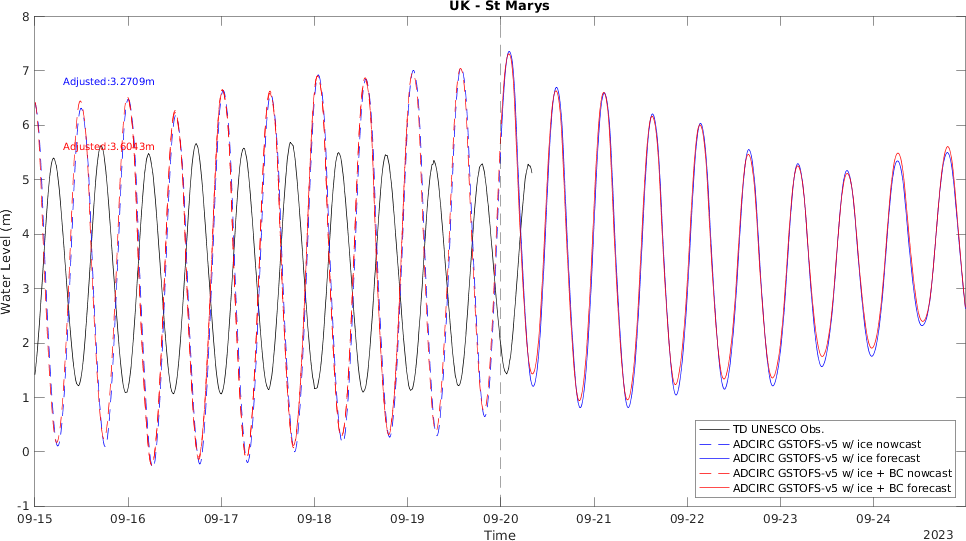 UK - St Marys
8
7
6
5
4
3
2
1
0
-1
Water Level (m)
Adjusted:3.2709m
Adjusted:3.6043m
TD UNESCO Obs.
ADCIRC GSTOFS-v5 w/ ice nowcast
ADCIRC GSTOFS-v5 w/ ice forecast
ADCIRC GSTOFS-v5 w/ ice + BC nowcast
ADCIRC GSTOFS-v5 w/ ice + BC forecast
09-15 09-16 09-17 09-18 09-19 09-20 09-21 09-22 09-23 09-24
Time
2023